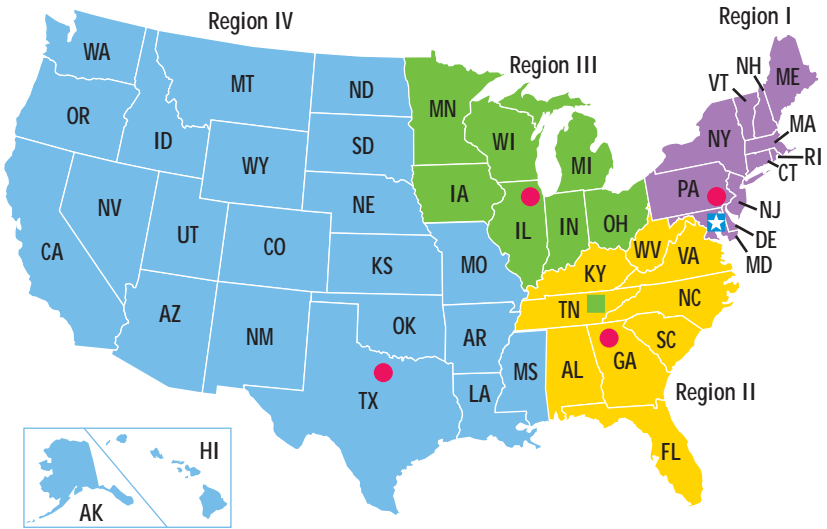 Region IV
Region I
Region III
Region II
WA
MT
ND
MN
OR
ID
SD
WI
MI
WY
IA
NE
NV
UT
CO
IL
IN
OH
CA
KS
MO
KY
WV
VA
AZ
NM
OK
AR
TN
NC
SC
TX
LA
MS
AL
GA
FL
HI
AK
NH
VT
ME
NY
MA
RI
CT
PA
NJ
DE
MD